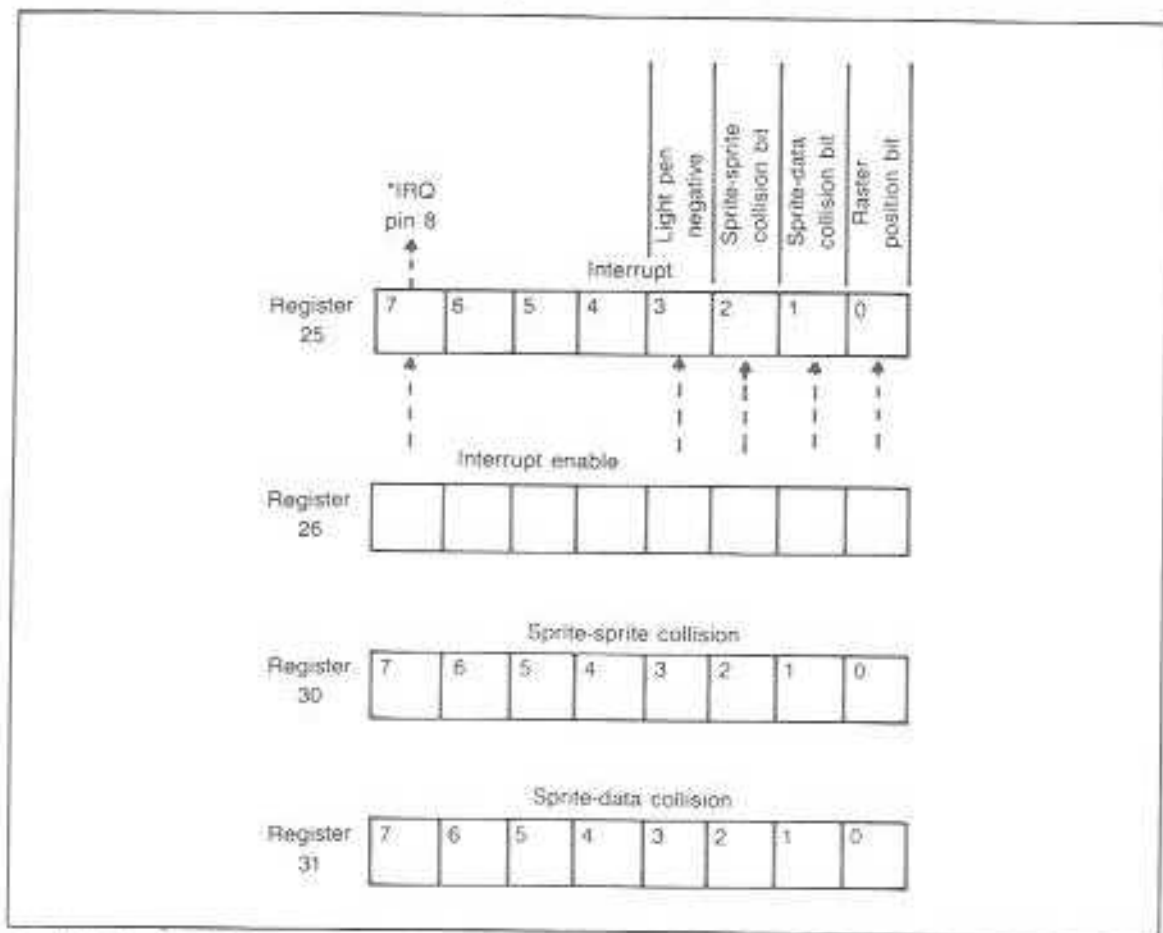 Light pen
negative
Sprite-sprite
collision bit
Sprite-data
collision bit
Raster
position bit
*IRQ
pin 8
Interrupt
Register
25
7 6 5 4 3 2 1 0
Interrupt enable
Register
26
Sprite-sprite collision
Register
30
7 6 5 4 3 2 1 0
Sprite-data collision
Register
31
7 6 5 4 3 2 1 0